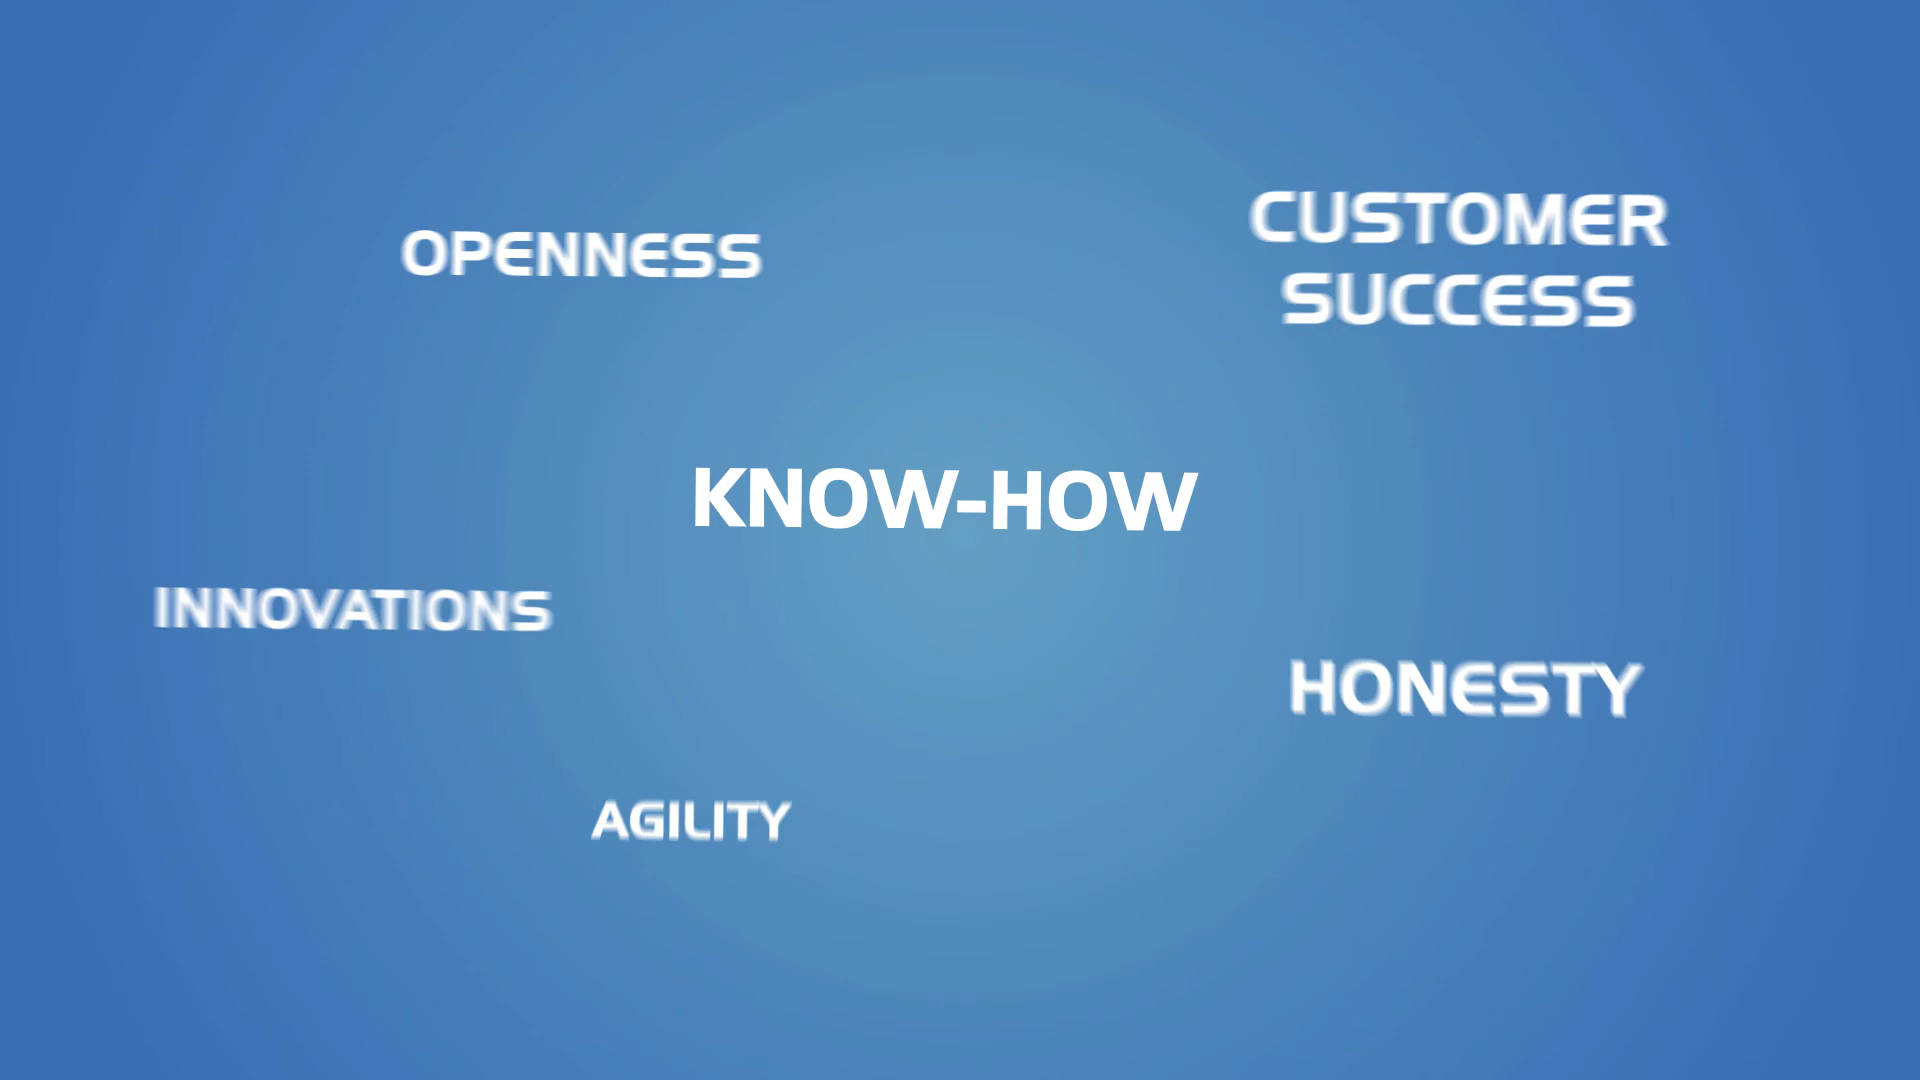 OPENNESS
CUSTOMER
SUCCESS
KNOW-HOW
INNOVATIONS
HONESTY
AGILITY